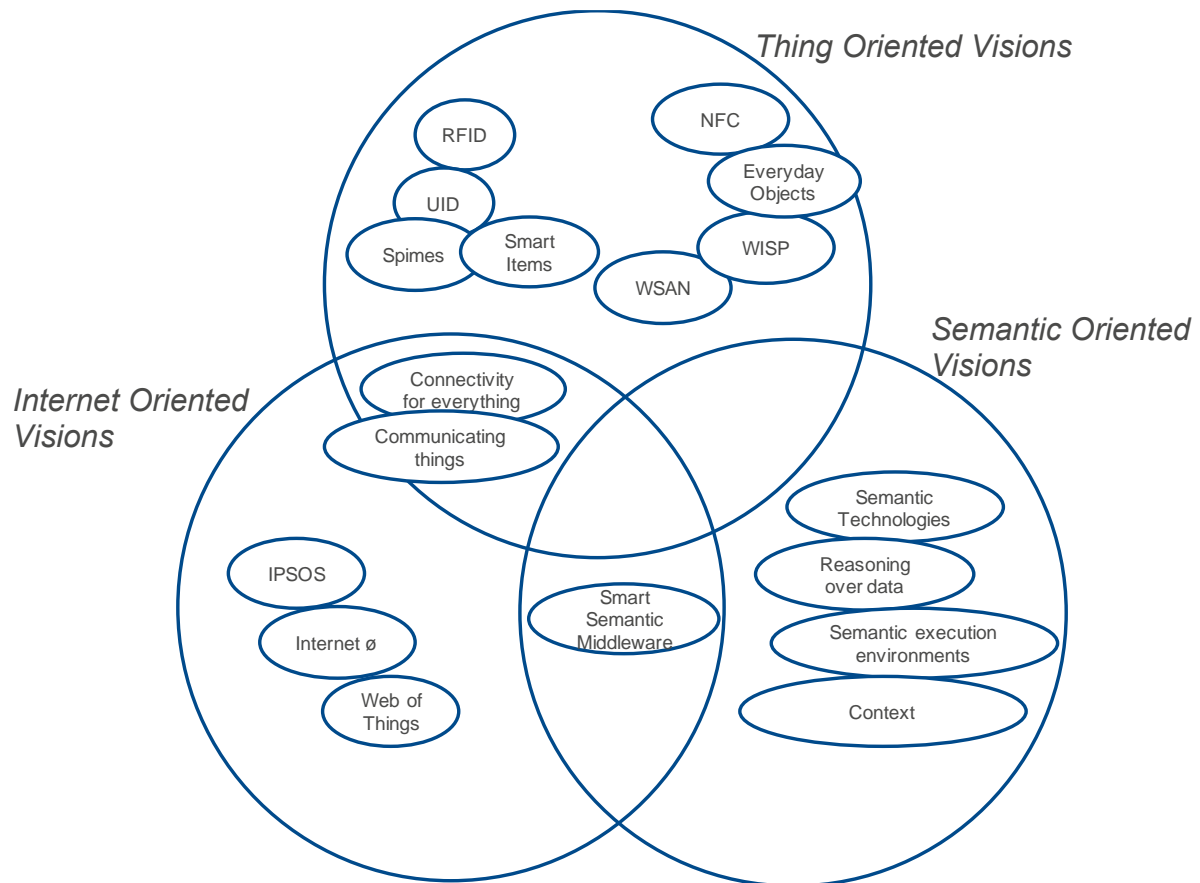 Thing Oriented Visions
NFC
RFID
Everyday
Objects
UID
Smart
Items
Spimes
WISP
WSAN
Semantic Oriented
Visions
Internet Oriented
Visions
Connectivity
for everything
Communicating
things
Semantic
Technologies
IPSOS
Reasoning
over data
Smart
Semantic
Middleware
Internet ø
Semantic execution
environments
Web of
Things
Context